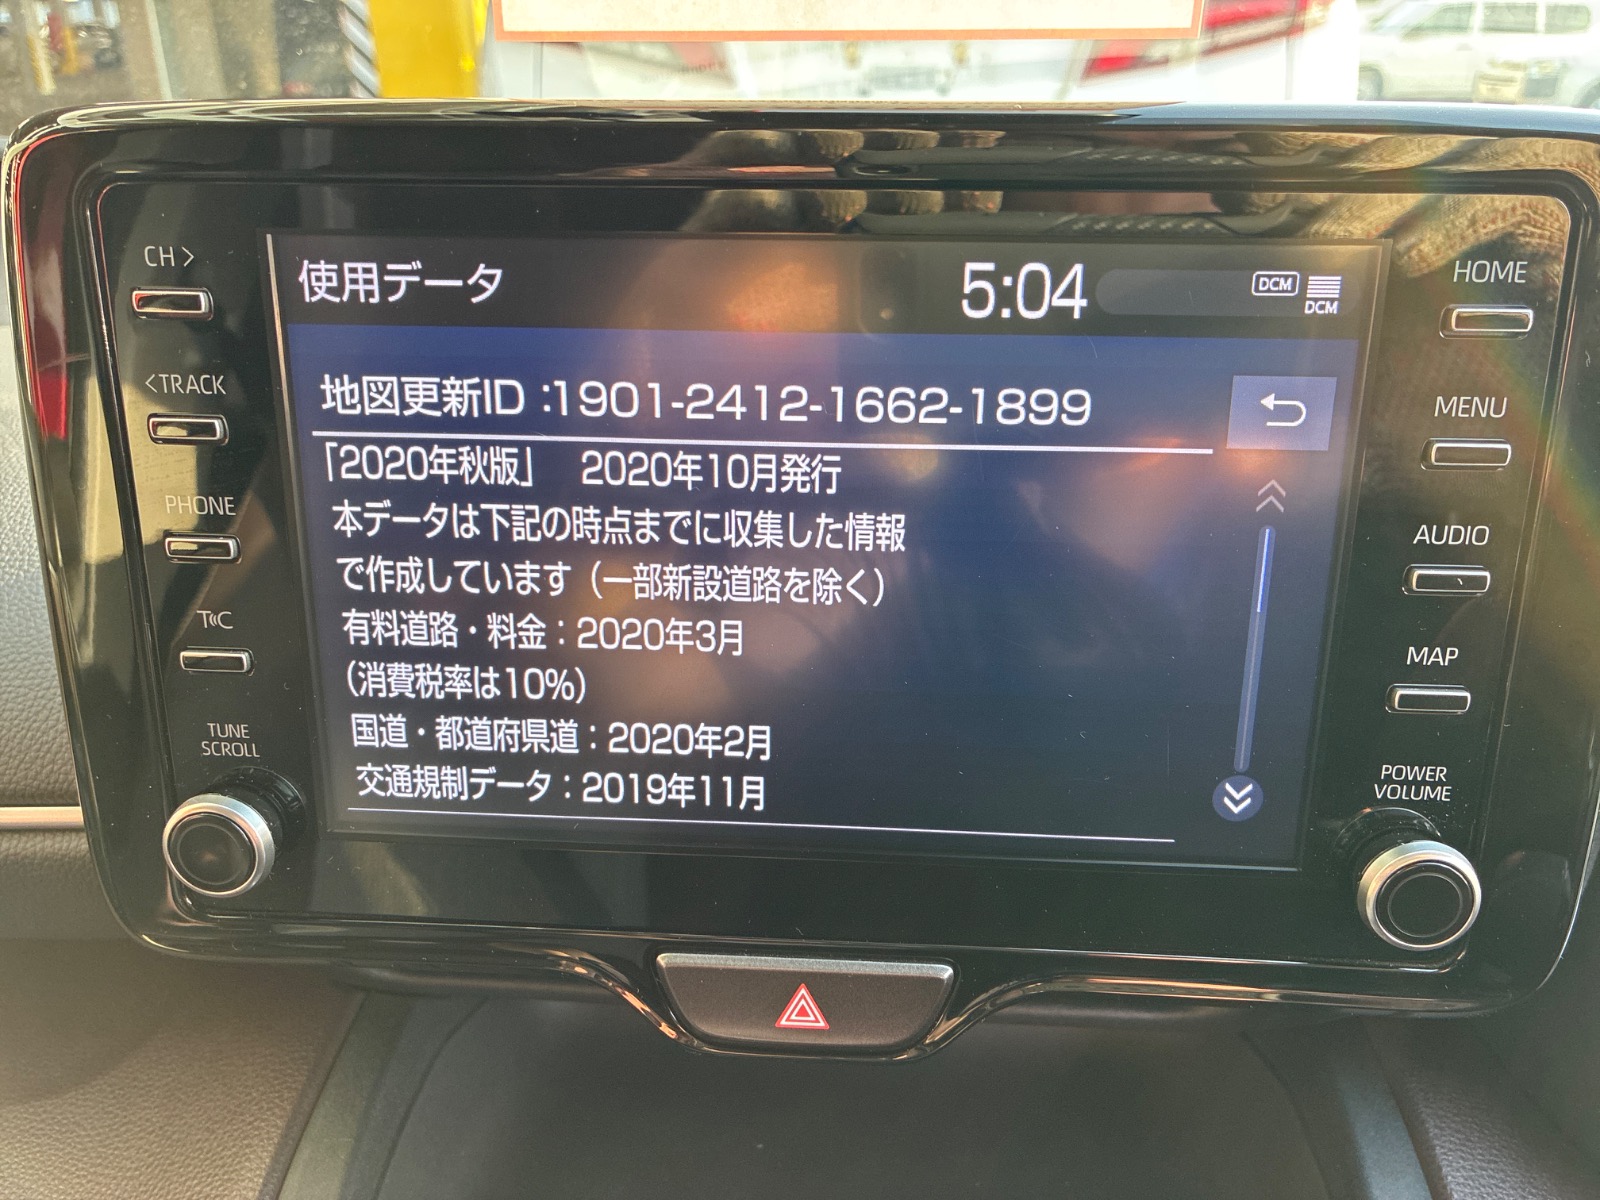 使用データ
5:04
DCM
DCM
地図更新ID :1901-2412-1662-1899
「2020年秋版」 2020年10月発行
本データは下記の時点までに収集した情報
で作成しています（一部新設道路を除く）
有料道路・料金：2020年3月
（消費税率は10%）
国道・都道府県道：2020年2月
交通規制データ：2019年11月
CH >
< TRACK
PHONE
T C
TUNE
SCROLL
HOME
MENU
AUDIO
MAP
POWER
VOLUME